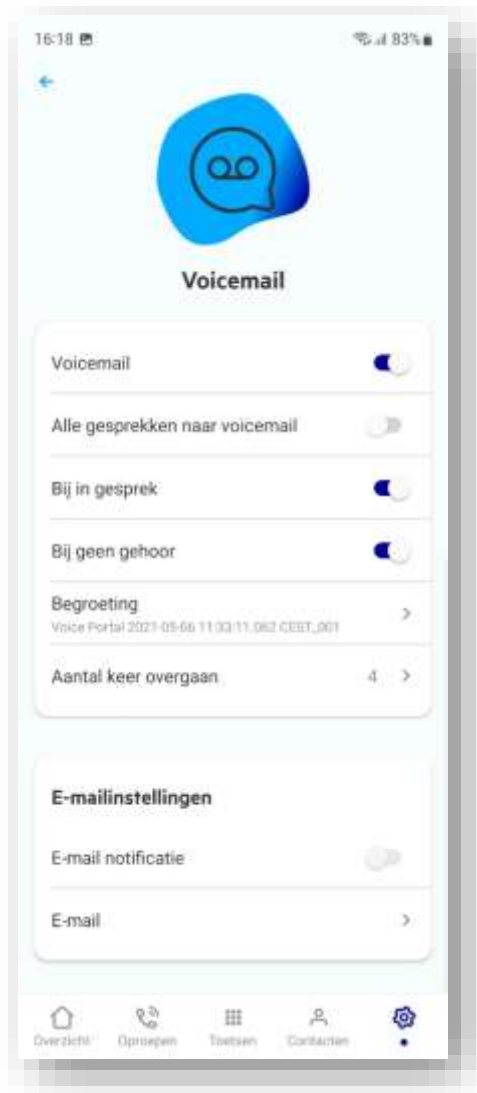 16:18
83%
Voicemail
Voicemail
Alle gesprekken naar voicemail
Bij in gesprek
Bij geen gehoor
Begroeting
Voice Portal 2021-05-06 11:33:11.062 CEST_001
Aantal keer overgaan 4
E-mailinstellingen
E-mail notificatie
E-mail
Overzicht Oproepen Toetsen Contacten